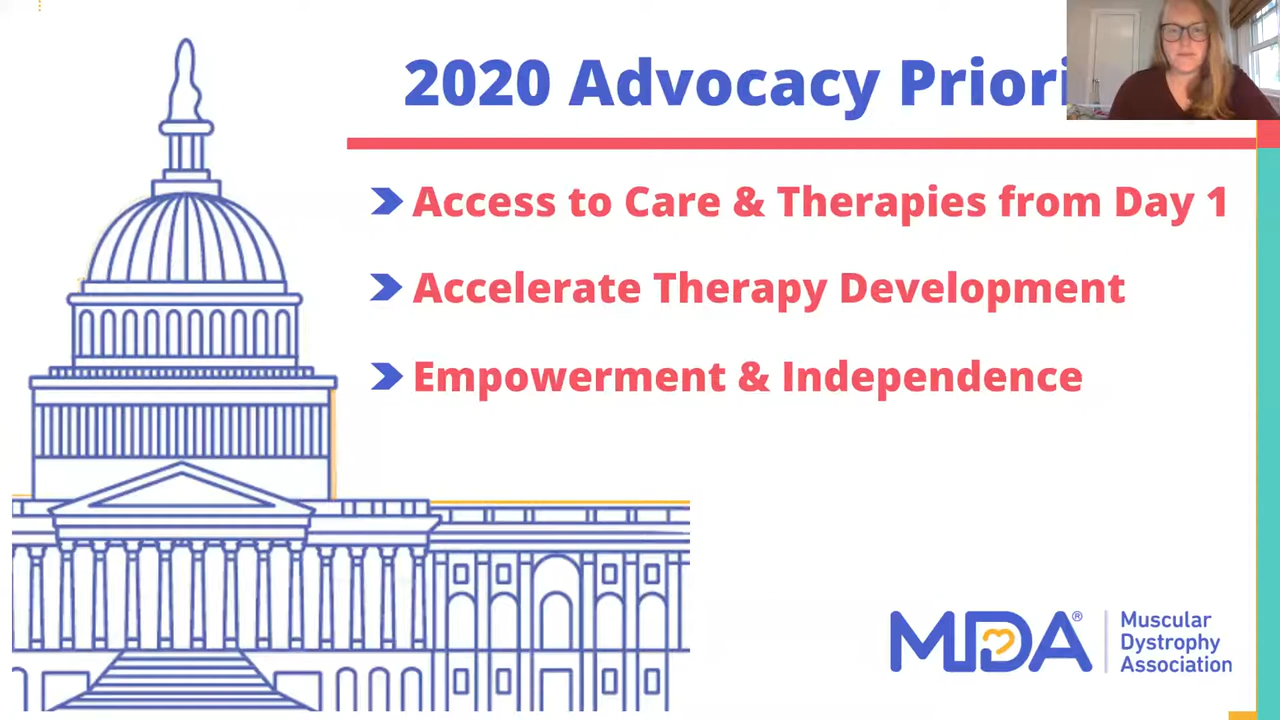 2020 Advocacy Priori
Access to Care & Therapies from Day 1
Accelerate Therapy Development
Empowerment & Independence
MDA®
Muscular
Dystrophy
Association